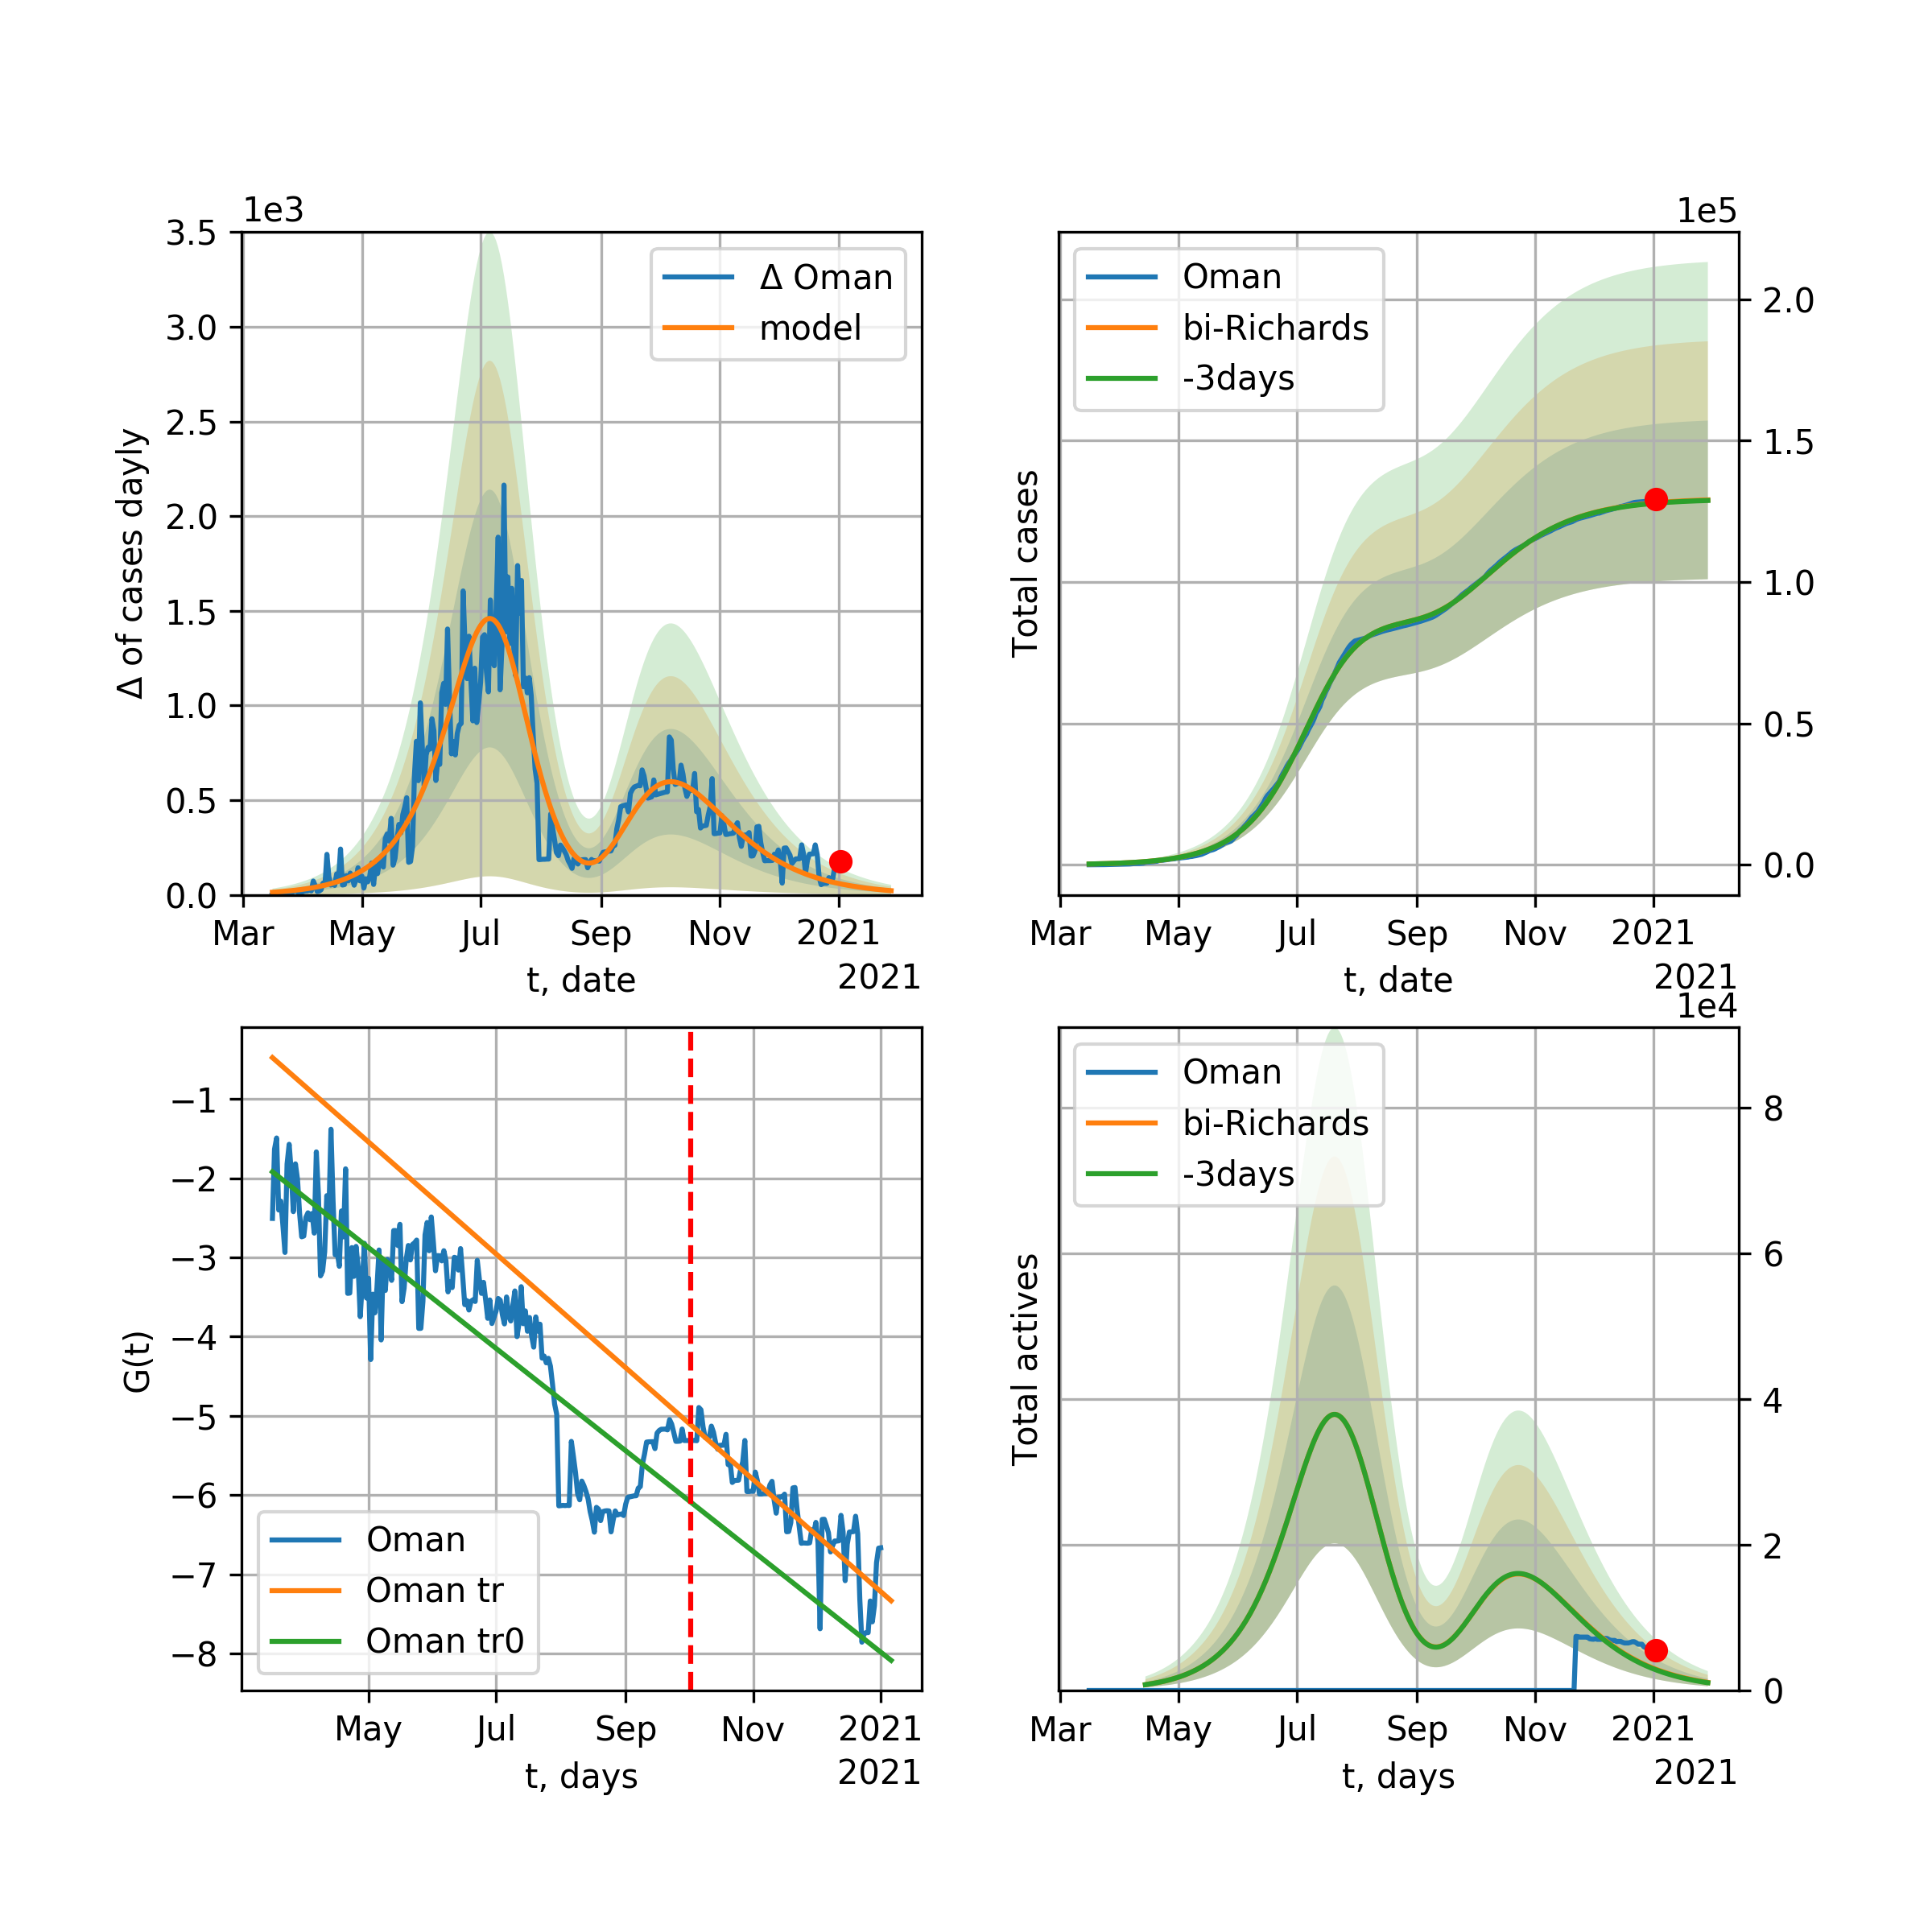 1e3
3.5
3.0
2.5
2.0
1.5
1.0
0.5
0.0
Δ of cases dayly
Δ Oman
model
Mar May Jul Sep Nov 2021
t, date
2021
1e5
Oman
bi-Richards
-3days
Total cases
2.0
1.5
1.0
0.5
0.0
Mar May Jul Sep Nov 2021
t, date
2021
−1
−2
−3
−4
−5
−6
−7
−8
G(t)
Oman
Oman tr
Oman tr0
May Jul Sep Nov 2021
t, days
2021
1e4
Oman
bi-Richards
-3days
Total actives
8
6
4
2
0
Mar May Jul Sep Nov 2021
t, days
2021